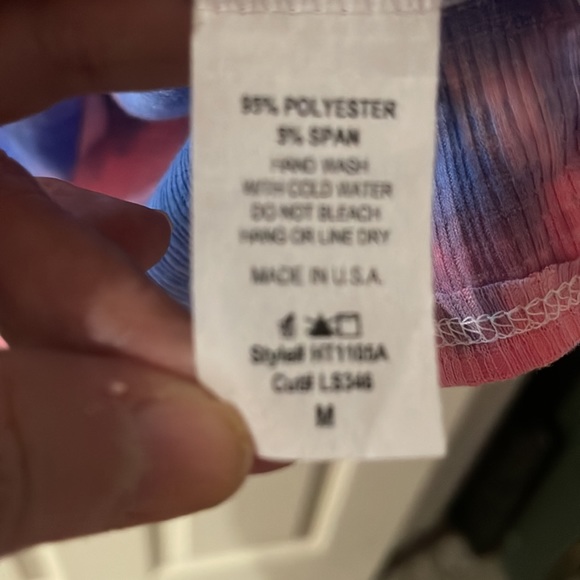 95% POLYESTER
5% SPAN
HAND WASH
WITH COLD WATER
DO NOT BLEACH
HANG OR LINE DRY
MADE IN U.S.A.
Style# HT1165A
Cut# LS346
M